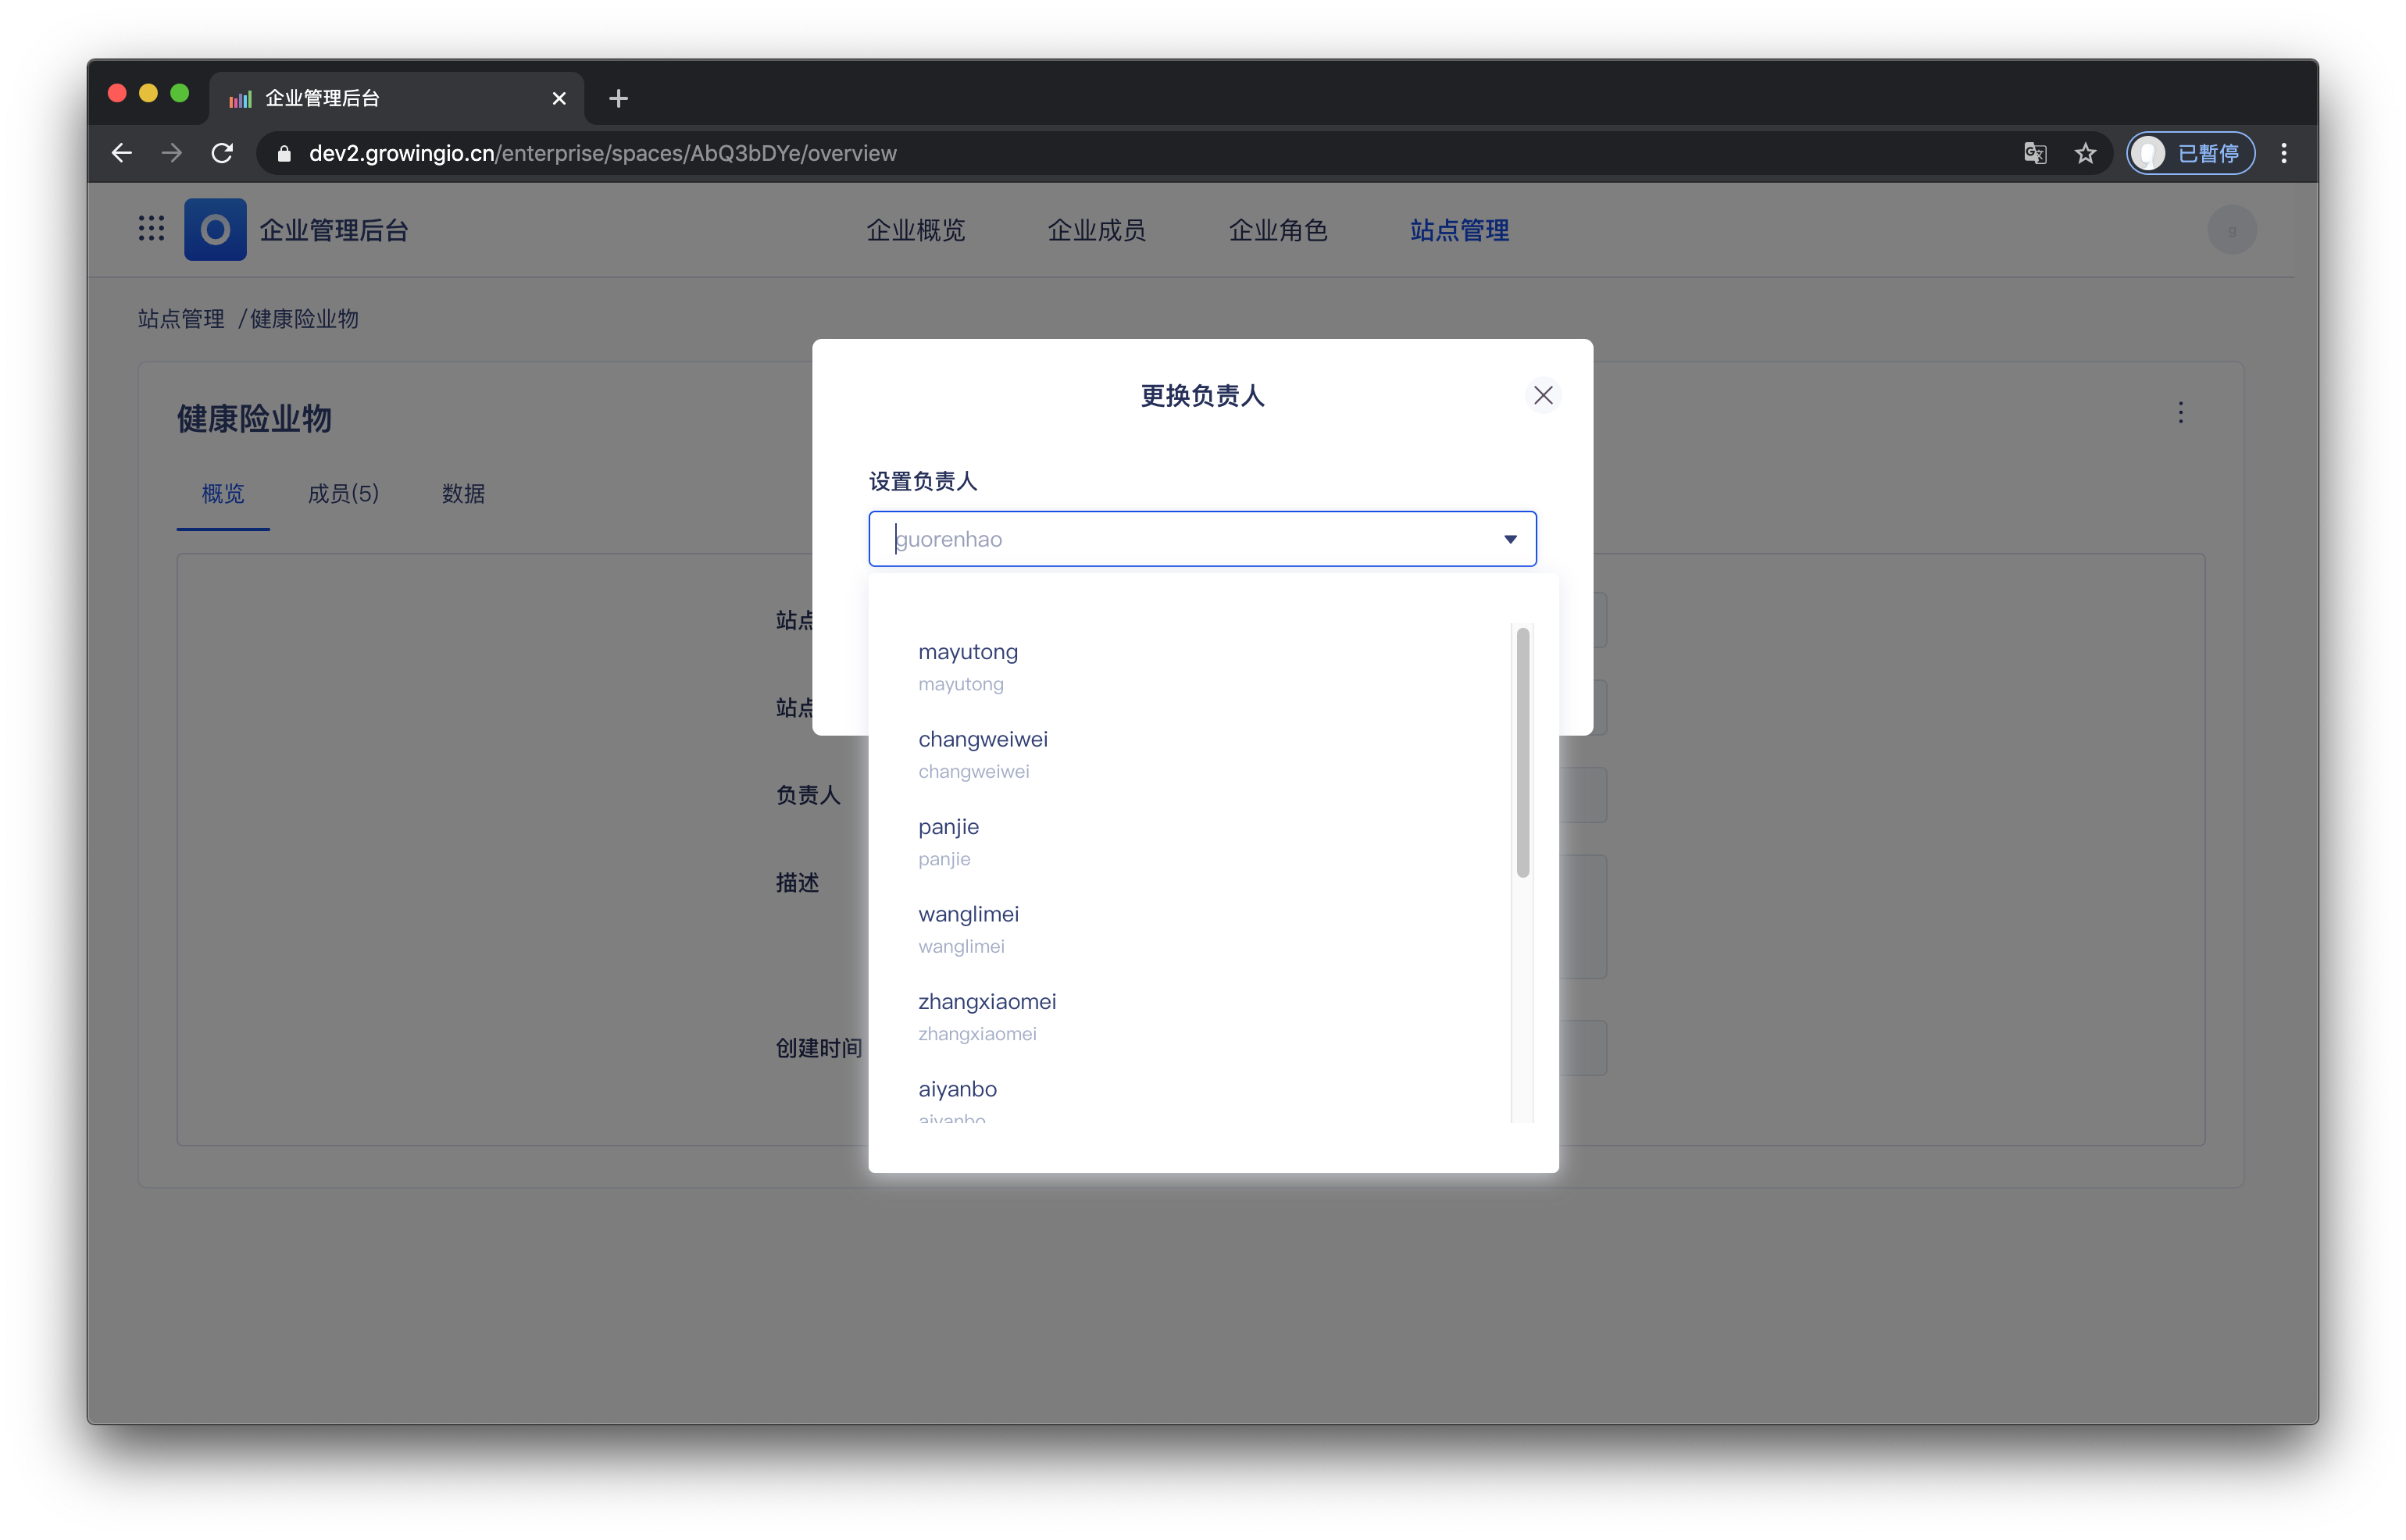 企业管理后台
dev2.growingio.cn/enterprise/spaces/AbQ3bDYe/overview
已暂停
企业管理后台
企业概览
企业成员
企业角色
站点管理
g
站点管理 /健康险业物
健康险业物
概览
成员(5)
数据
更换负责人
设置负责人
guorenhao
站点
站点
负责人
描述
创建时间
mayutong
mayutong
changweiwei
changweiwei
panjie
panjie
wanglimei
wanglimei
zhangxiaomei
zhangxiaomei
aiyanbo
aiyanbo